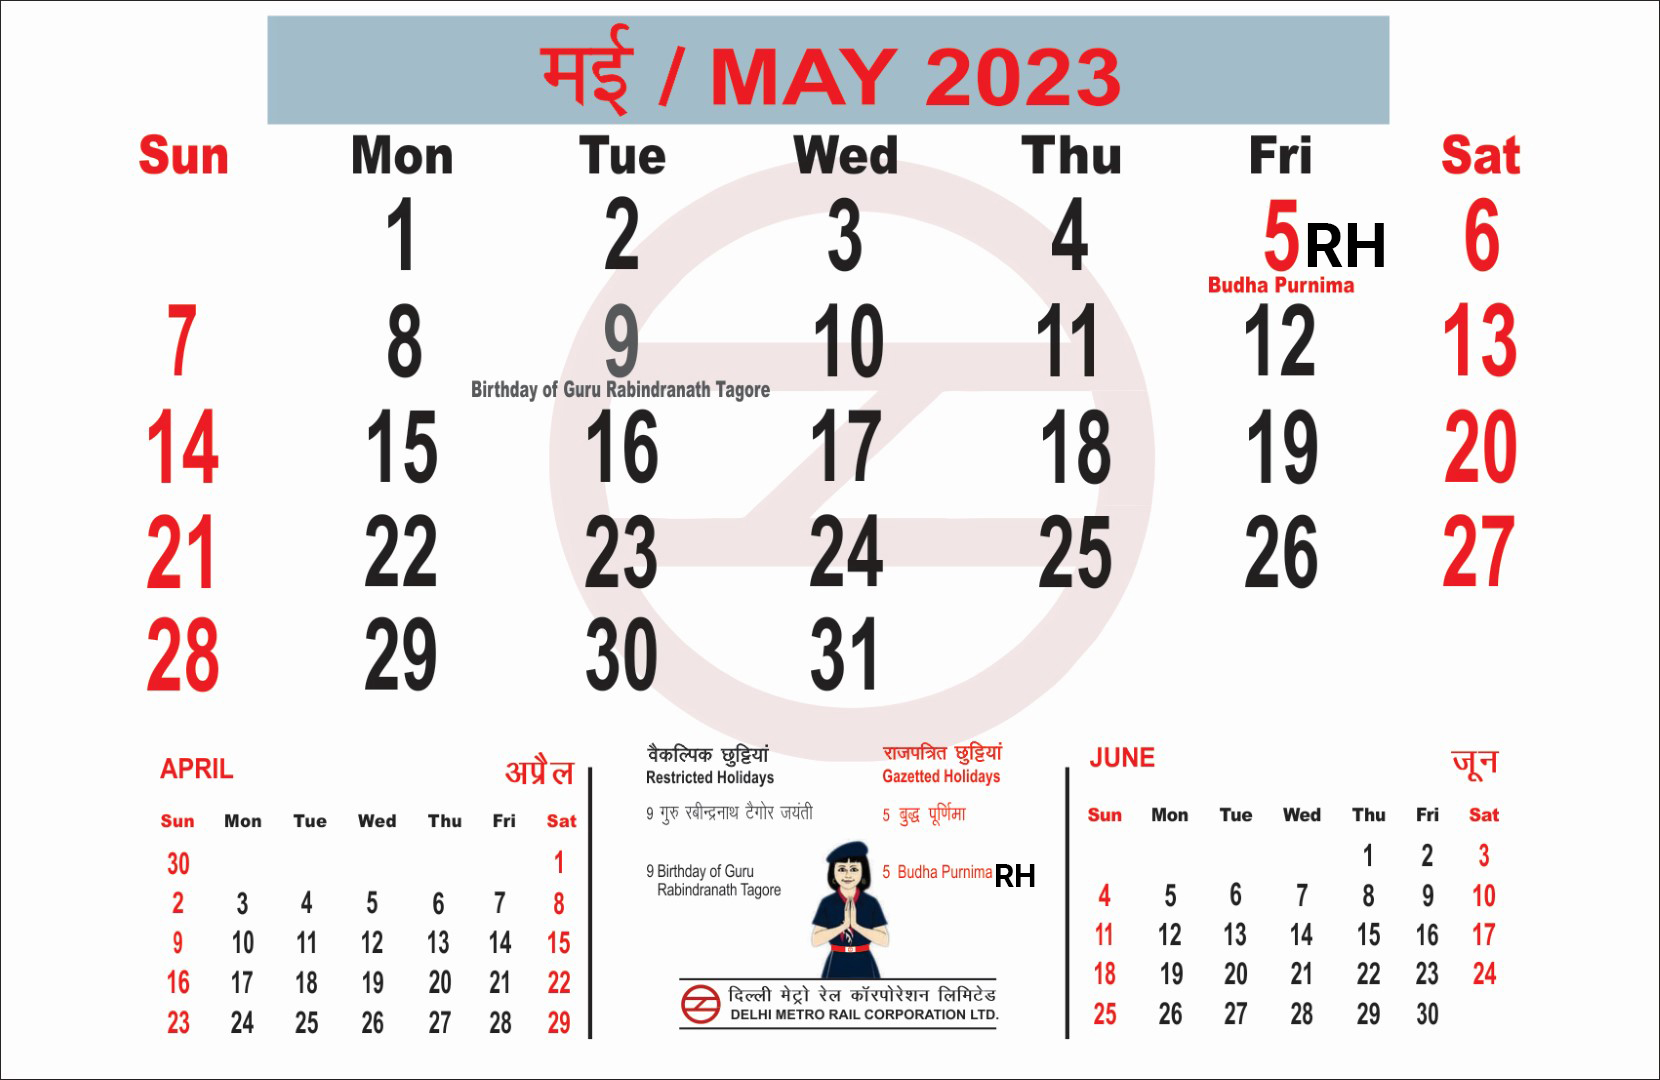 मई / MAY 2023
Sun Mon Tue Wed Thu Fri Sat
1 2 3 4 5 RH 6
Budha Purnima
7 8 9 10 11 12 13
Birthday of Guru Rabindranath Tagore
14 15 16 17 18 19 20
21 22 23 24 25 26 27
28 29 30 31
APRIL अप्रैल
Sun Mon Tue Wed Thu Fri Sat
30 1
2 3 4 5 6 7 8
9 10 11 12 13 14 15
16 17 18 19 20 21 22
23 24 25 26 27 28 29
वैकल्पिक छुट्टियां
Restricted Holidays
9 गुरु रबीन्द्रनाथ टैगोर जयंती
9 Birthday of Guru
Rabindranath Tagore
राजपत्रित छुट्टियां
Gazetted Holidays
5 बुद्ध पूर्णिमा
5 Budha Purnima RH
दिल्ली मेट्रो रेल कॉरपोरेशन लिमिटेड
DELHI METRO RAIL CORPORATION LTD.
JUNE जून
Sun Mon Tue Wed Thu Fri Sat
1 2 3
4 5 6 7 8 9 10
11 12 13 14 15 16 17
18 19 20 21 22 23 24
25 26 27 28 29 30